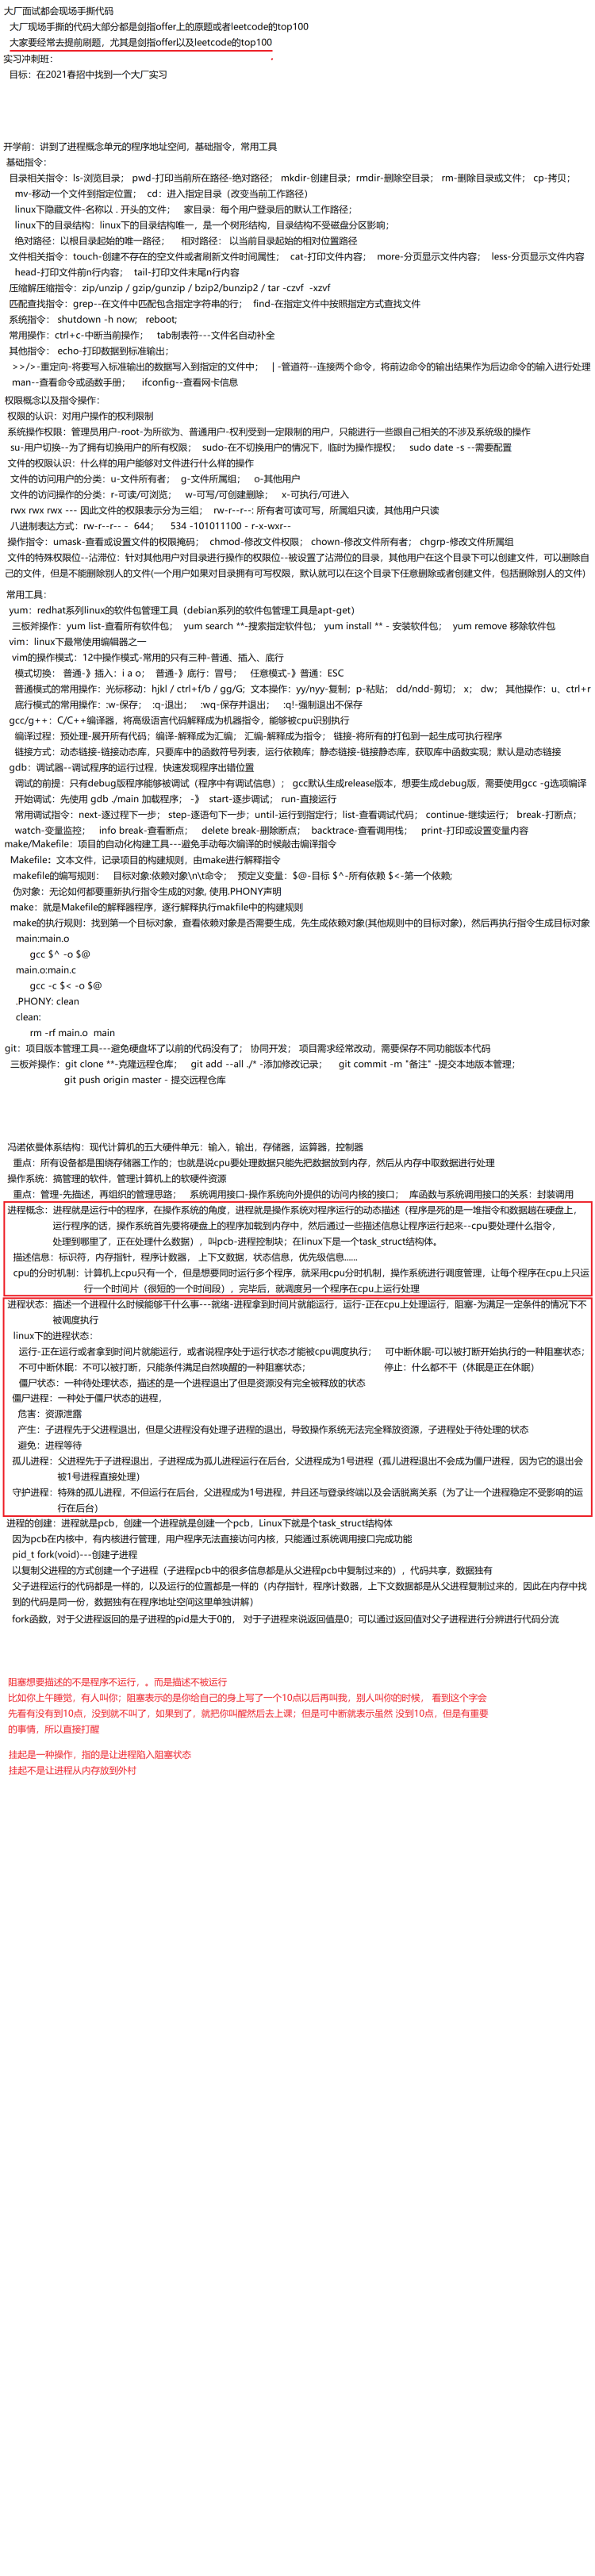 大厂面试都会现场手撕代码
大厂现场手撕的代码大部分都是剑指offer上的原题或者leetcode的top100
大家要经常去提前刷题，尤其是剑指offer以及leetcode的top100
实习冲刺班：
目标：在2021春招中找到一个大厂实习
开学前：讲到了进程概念单元的程序地址空间，基础指令，常用工具
基础指令：
目录相关指令：ls-浏览目录； pwd-打印当前所在路径-绝对路径； mkdir-创建目录；rmdir-删除空目录； rm-删除目录或文件； cp-拷贝；
mv-移动一个文件到指定位置； cd：进入指定目录（改变当前工作路径）
linux下隐藏文件-名称以 . 开头的文件； 家目录：每个用户登录后的默认工作路径；
linux下的目录结构：linux下的目录结构唯一，是一个树形结构，目录结构不受磁盘分区影响；
绝对路径：以根目录起始的唯一路径； 相对路径： 以当前目录起始的相对位置路径
文件相关指令：touch-创建不存在的空文件或者刷新文件时间属性； cat-打印文件内容； more-分页显示文件内容； less-分页显示文件内容
head-打印文件前n行内容； tail-打印文件末尾n行内容
压缩解压缩指令：zip/unzip / gzip/gunzip / bzip2/bunzip2 / tar -czvf -xzvf
匹配查找指令：grep--在文件中匹配包含指定字符串的行； find-在指定文件中按照指定方式查找文件
系统指令： shutdown -h now; reboot;
常用操作：ctrl+c-中断当前操作； tab制表符---文件名自动补全
其他指令： echo-打印数据到标准输出；
>>/>-重定向-将要写入标准输出的数据写入到指定的文件中； | -管道符--连接两个命令，将前边命令的输出结果作为后边命令的输入进行处理
man--查看命令或函数手册； ifconfig--查看网卡信息
权限概念以及指令操作：
权限的认识：对用户操作的权利限制
系统操作权限：管理员用户-root-为所欲为、普通用户-权利受到一定限制的用户，只能进行一些跟自己相关的不涉及系统级的操作
su-用户切换--为了拥有切换用户的所有权限； sudo-在不切换用户的情况下，临时为操作提权； sudo date -s --需要配置
文件的权限认识：什么样的用户能够对文件进行什么样的操作
文件的访问用户的分类：u-文件所有者； g-文件所属组； o-其他用户
文件的访问操作的分类：r-可读/可浏览； w-可写/可创建删除； x-可执行/可进入
rwx rwx rwx --- 因此文件的权限表示分为三组； rw-r--r--: 所有者可读可写，所属组只读，其他用户只读
八进制表达方式：rw-r--r-- - 644； 534 -101011100 - r-x-wxr--
操作指令：umask-查看或设置文件的权限掩码； chmod-修改文件权限； chown-修改文件所有者； chgrp-修改文件所属组
文件的特殊权限位--沾滞位：针对其他用户对目录进行操作的权限位--被设置了沾滞位的目录，其他用户在这个目录下可以创建文件，可以删除自
己的文件，但是不能删除别人的文件(一个用户如果对目录拥有可写权限，默认就可以在这个目录下任意删除或者创建文件，包括删除别人的文件)
常用工具：
yum：redhat系列linux的软件包管理工具（debian系列的软件包管理工具是apt-get）
三板斧操作：yum list-查看所有软件包； yum search **-搜索指定软件包； yum install ** - 安装软件包； yum remove 移除软件包
vim：linux下最常使用编辑器之一
vim的操作模式：12中操作模式-常用的只有三种-普通、插入、底行
模式切换： 普通-》插入：i a o； 普通-》底行：冒号； 任意模式-》普通：ESC
普通模式的常用操作：光标移动：hjkl / ctrl+f/b / gg/G; 文本操作：yy/nyy-复制；p-粘贴； dd/ndd-剪切； x； dw； 其他操作：u、ctrl+r
底行模式的常用操作：:w-保存； :q-退出； :wq-保存并退出； :q!-强制退出不保存
gcc/g++：C/C++编译器，将高级语言代码解释成为机器指令，能够被cpu识别执行
编译过程：预处理-展开所有代码；编译-解释成为汇编； 汇编-解释成为指令； 链接-将所有的打包到一起生成可执行程序
链接方式：动态链接-链接动态库，只要库中的函数符号列表，运行依赖库；静态链接-链接静态库，获取库中函数实现；默认是动态链接
gdb：调试器--调试程序的运行过程，快速发现程序出错位置
调试的前提：只有debug版程序能够被调试（程序中有调试信息）； gcc默认生成release版本，想要生成debug版，需要使用gcc -g选项编译
开始调试：先使用 gdb ./main 加载程序； -》 start-逐步调试； run-直接运行
常用调试指令：next-逐过程下一步； step-逐语句下一步；until-运行到指定行；list-查看调试代码； continue-继续运行； break-打断点；
watch-变量监控； info break-查看断点； delete break-删除断点； backtrace-查看调用栈； print-打印或设置变量内容
make/Makefile：项目的自动化构建工具---避免手动每次编译的时候敲击编译指令
Makefile：文本文件，记录项目的构建规则，由make进行解释指令
makefile的编写规则： 目标对象:依赖对象\n\t命令； 预定义变量：$@-目标 $^-所有依赖 $<-第一个依赖;
伪对象：无论如何都要重新执行指令生成的对象, 使用.PHONY声明
make：就是Makefile的解释器程序，逐行解释执行makfile中的构建规则
make的执行规则：找到第一个目标对象，查看依赖对象是否需要生成，先生成依赖对象(其他规则中的目标对象)，然后再执行指令生成目标对象
main:main.o
gcc $^ -o $@
main.o:main.c
gcc -c $< -o $@
.PHONY: clean
clean:
rm -rf main.o main
git：项目版本管理工具---避免硬盘坏了以前的代码没有了； 协同开发； 项目需求经常改动，需要保存不同功能版本代码
三板斧操作：git clone **-克隆远程仓库； git add --all ./* -添加修改记录； git commit -m "备注" -提交本地版本管理；
git push origin master - 提交远程仓库
冯诺依曼体系结构：现代计算机的五大硬件单元：输入，输出，存储器，运算器，控制器
重点：所有设备都是围绕存储器工作的；也就是说cpu要处理数据只能先把数据放到内存，然后从内存中取数据进行处理
操作系统：搞管理的软件，管理计算机上的软硬件资源
重点：管理-先描述，再组织的管理思路； 系统调用接口-操作系统向外提供的访问内核的接口； 库函数与系统调用接口的关系：封装调用
进程概念：进程就是运行中的程序，在操作系统的角度，进程就是操作系统对程序运行的动态描述（程序是死的是一堆指令和数据趟在硬盘上，
运行程序的话，操作系统首先要将硬盘上的程序加载到内存中，然后通过一些描述信息让程序运行起来--cpu要处理什么指令，
处理到哪里了，正在处理什么数据），叫pcb-进程控制块；在linux下是一个task_struct结构体。
描述信息：标识符，内存指针，程序计数器， 上下文数据，状态信息，优先级信息......
cpu的分时机制：计算机上cpu只有一个，但是想要同时运行多个程序，就采用cpu分时机制，操作系统进行调度管理，让每个程序在cpu上只运
行一个时间片（很短的一个时间段），完毕后，就调度另一个程序在cpu上运行处理
进程状态：描述一个进程什么时候能够干什么事---就绪-进程拿到时间片就能运行，运行-正在cpu上处理运行，阻塞-为满足一定条件的情况下不
被调度执行
linux下的进程状态：
运行-正在运行或者拿到时间片就能运行，或者说程序处于运行状态才能被cpu调度执行； 可中断休眠-可以被打断开始执行的一种阻塞状态；
不可中断休眠：不可以被打断，只能条件满足自然唤醒的一种阻塞状态； 停止：什么都不干（休眠是正在休眠）
僵尸状态：一种待处理状态，描述的是一个进程退出了但是资源没有完全被释放的状态
僵尸进程：一种处于僵尸状态的进程，
危害：资源泄露
产生：子进程先于父进程退出，但是父进程没有处理子进程的退出，导致操作系统无法完全释放资源，子进程处于待处理的状态
避免：进程等待
孤儿进程：父进程先于子进程退出，子进程成为孤儿进程运行在后台，父进程成为1号进程（孤儿进程退出不会成为僵尸进程，因为它的退出会
被1号进程直接处理）
守护进程：特殊的孤儿进程，不但运行在后台，父进程成为1号进程，并且还与登录终端以及会话脱离关系（为了让一个进程稳定不受影响的运
行在后台）
进程的创建：进程就是pcb，创建一个进程就是创建一个pcb，Linux下就是个task_struct结构体
因为pcb在内核中，有内核进行管理，用户程序无法直接访问内核，只能通过系统调用接口完成功能
pid_t fork(void)---创建子进程
以复制父进程的方式创建一个子进程（子进程pcb中的很多信息都是从父进程pcb中复制过来的），代码共享，数据独有
父子进程运行的代码都是一样的，以及运行的位置都是一样的（内存指针，程序计数器，上下文数据都是从父进程复制过来的，因此在内存中找
到的代码是同一份，数据独有在程序地址空间这里单独讲解）
fork函数，对于父进程返回的是子进程的pid是大于0的， 对于子进程来说返回值是0；可以通过返回值对父子进程进行分辨进行代码分流
阻塞想要描述的不是程序不运行，。而是描述不被运行
比如你上午睡觉，有人叫你；阻塞表示的是你给自己的身上写了一个10点以后再叫我，别人叫你的时候， 看到这个字会
先看有没有到10点，没到就不叫了，如果到了，就把你叫醒然后去上课；但是可中断就表示虽然 没到10点，但是有重要
的事情，所以直接打醒
挂起是一种操作，指的是让进程陷入阻塞状态
挂起不是让进程从内存放到外村